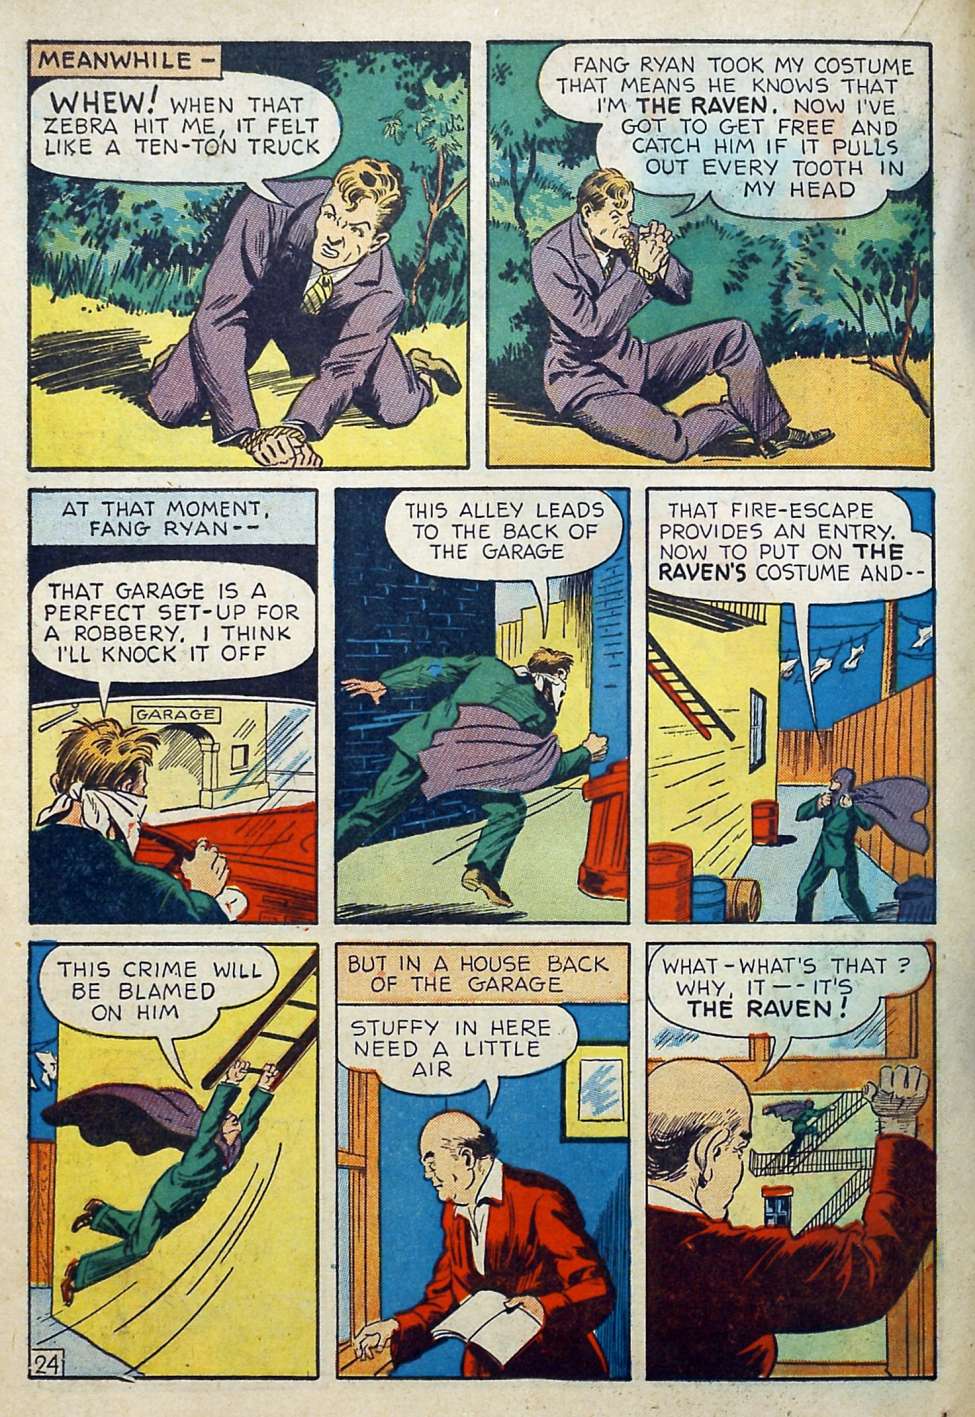 MEANWHILE -
WHEW! WHEN THAT
ZEBRA HIT ME, IT FELT
LIKE A TEN-TON TRUCK
FANG RYAN TOOK MY COSTUME
THAT MEANS HE KNOWS THAT
I'M THE RAVEN. NOW I'VE
GOT TO GET FREE AND
CATCH HIM IF IT PULLS
OUT EVERY TOOTH IN
MY HEAD
AT THAT MOMENT,
FANG RYAN--
THAT GARAGE IS A
PERFECT SET-UP FOR
A ROBBERY. I THINK
I'LL KNOCK IT OFF
GARAGE
THIS ALLEY LEADS
TO THE BACK OF
THE GARAGE
THAT FIRE-ESCAPE
PROVIDES AN ENTRY.
NOW TO PUT ON THE
RAVEN'S COSTUME AND--
THIS CRIME WILL
BE BLAMED
ON HIM
BUT IN A HOUSE BACK
OF THE GARAGE
STUFFY IN HERE
NEED A LITTLE
AIR
WHAT-WHAT'S THAT?
WHY, IT--IT'S
THE RAVEN!
24